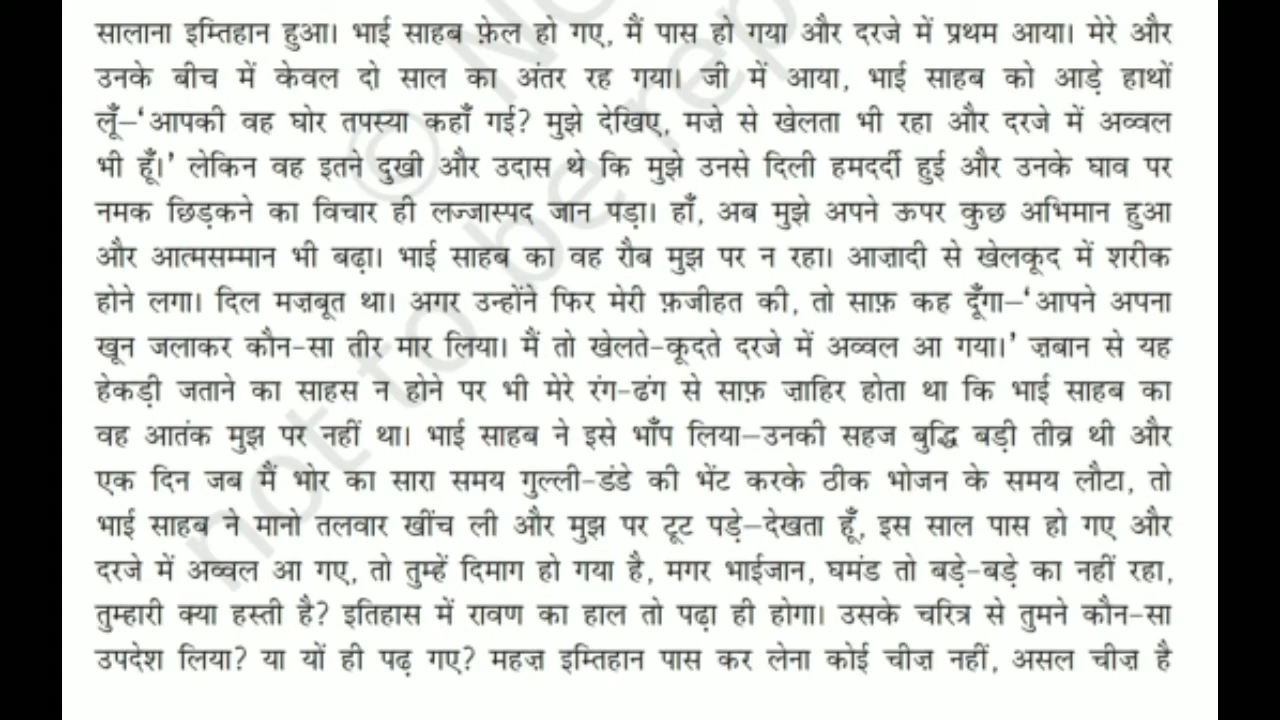 सालाना इम्तिहान हुआ। भाई साहब फ़ेल हो गए, मैं पास हो गया और दरजे में प्रथम आया। मेरे और
उनके बीच में केवल दो साल का अंतर रह गया। जी में आया, भाई साहब को आड़े हाथों
लूँ–‘आपकी वह घोर तपस्या कहाँ गई? मुझे देखिए, मज़े से खेलता भी रहा और दरजे में अव्वल
भी हूँ।’ लेकिन वह इतने दुखी और उदास थे कि मुझे उनसे दिली हमदर्दी हुई और उनके घाव पर
नमक छिड़कने का विचार ही लज्जास्पद जान पड़ा। हाँ, अब मुझे अपने ऊपर कुछ अभिमान हुआ
और आत्मसम्मान भी बढ़ा। भाई साहब का वह रौब मुझ पर न रहा। आज़ादी से खेलकूद में शरीक
होने लगा। दिल मज़बूत था। अगर उन्होंने फिर मेरी फ़जीहत की, तो साफ़ कह दूँगा–‘आपने अपना
खून जलाकर कौन-सा तीर मार लिया। मैं तो खेलते-कूदते दरजे में अव्वल आ गया।’ ज़बान से यह
हेकड़ी जताने का साहस न होने पर भी मेरे रंग-ढंग से साफ़ ज़ाहिर होता था कि भाई साहब का
वह आतंक मुझ पर नहीं था। भाई साहब ने इसे भाँप लिया–उनकी सहज बुद्धि बड़ी तीव्र थी और
एक दिन जब मैं भोर का सारा समय गुल्ली-डंडे की भेंट करके ठीक भोजन के समय लौटा, तो
भाई साहब ने मानो तलवार खींच ली और मुझ पर टूट पड़े–देखता हूँ, इस साल पास हो गए और
दरजे में अव्वल आ गए, तो तुम्हें दिमाग हो गया है, मगर भाईजान, घमंड तो बड़े-बड़े का नहीं रहा,
तुम्हारी क्या हस्ती है? इतिहास में रावण का हाल तो पढ़ा ही होगा। उसके चरित्र से तुमने कौन-सा
उपदेश लिया? या यों ही पढ़ गए? महज़ इम्तिहान पास कर लेना कोई चीज़ नहीं, असल चीज़ है